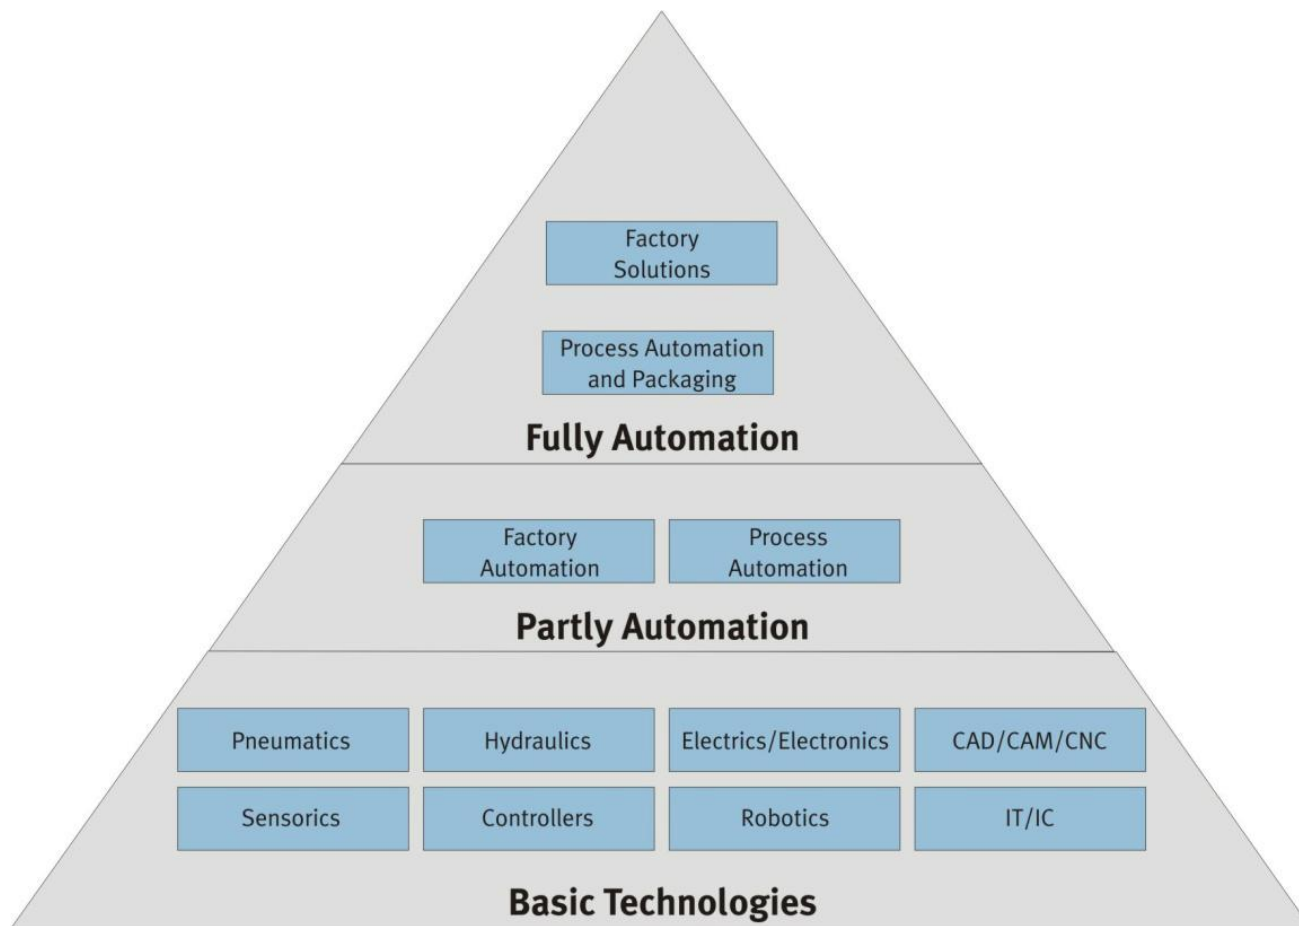 Factory
Solutions
Process Automation
and Packaging
Fully Automation
Factory
Automation
Process
Automation
Partly Automation
Pneumatics
Hydraulics
Electrics/Electronics
CAD/CAM/CNC
Sensorics
Controllers
Robotics
IT/IC
Basic Technologies